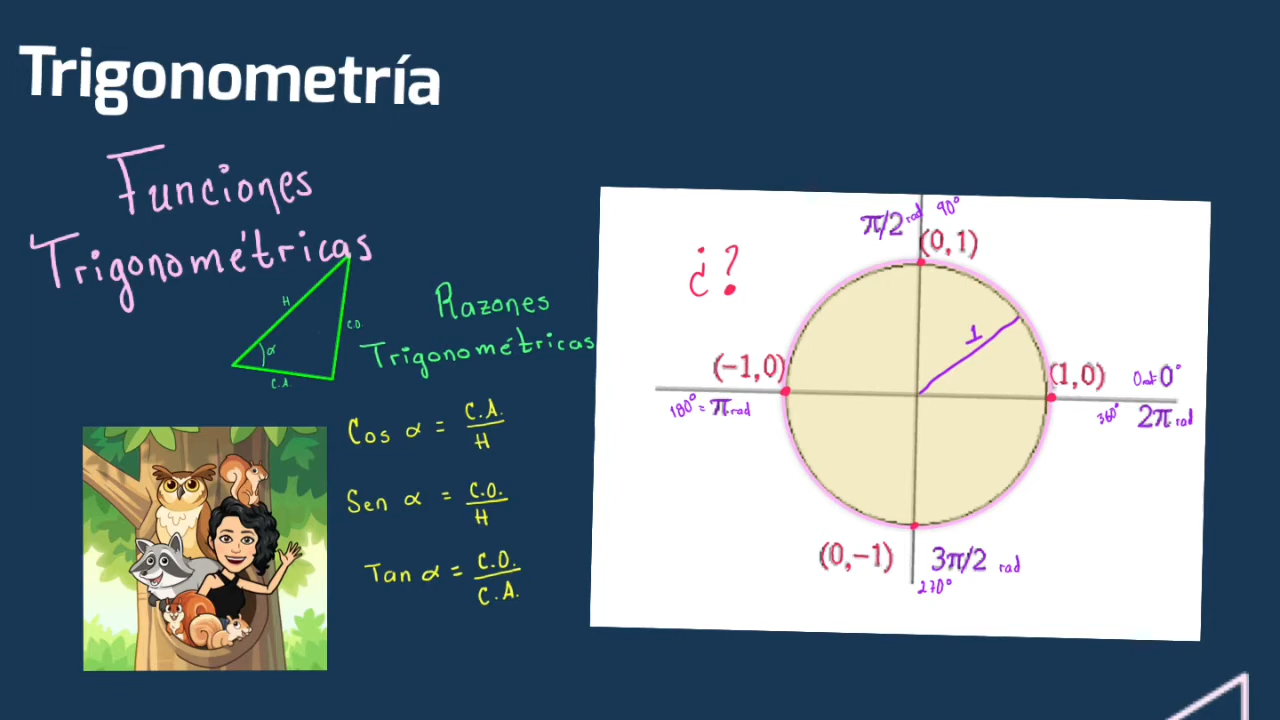 Trigonometría
Funciones
Trigonométricas
H
C.O.
α
C.A.
Razones
Trigonométricas
Cos α = C.A./H
Sen α = C.O./H
Tan α = C.O./C.A.
¿?
π/2 rad 90°
(0, 1)
1
(−1,0)
(1,0) 0 rad 0°
180° = π rad
360° 2π rad
(0,−1) 3π/2 rad
270°